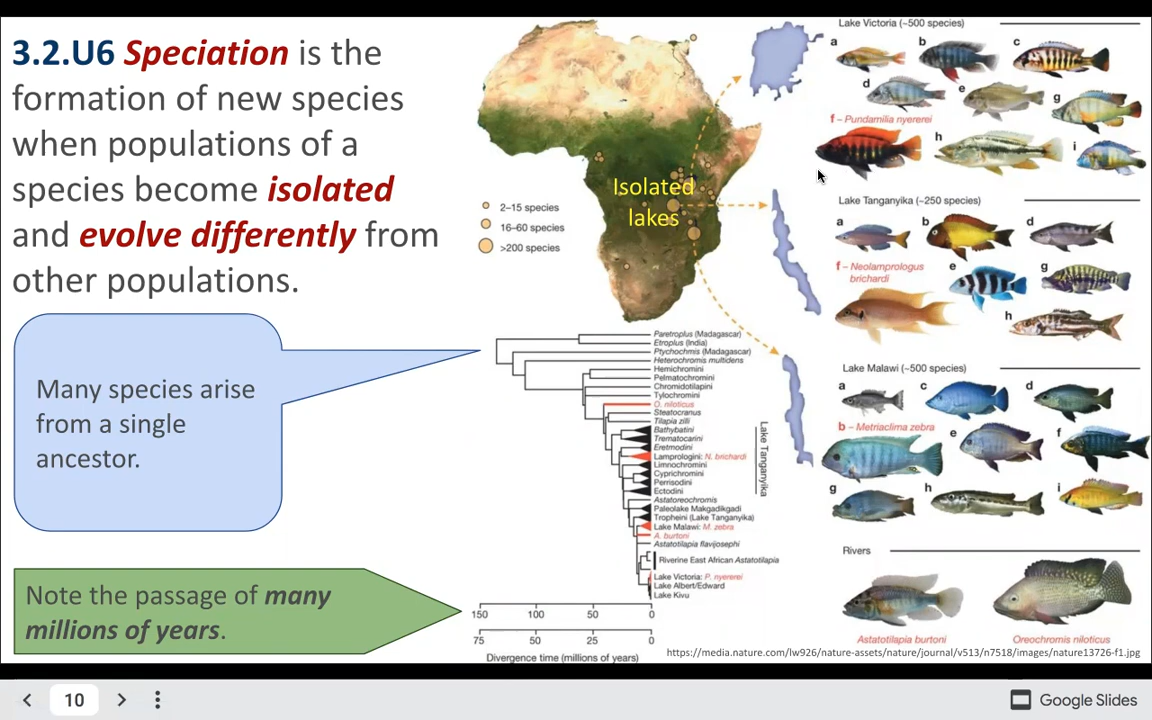 3.2.U6 Speciation is the
formation of new species
when populations of a
species become isolated
and evolve differently from
other populations.
Many species arise
from a single
ancestor.
Note the passage of many
millions of years.
Isolated
lakes
2–15 species
16–60 species
>200 species
Lake Victoria (~500 species)
a
b
c
d
e
g
f – Pundamilia nyererei
h
i
Lake Tanganyika (~250 species)
a
b
d
f – Neolamprologus
brichardi
e
g
h
Lake Malawi (~500 species)
a
c
d
b – Metriaclima zebra
e
f
g
h
i
Rivers
Astatotilapia burtoni
Oreochromis niloticus
Paretroplus (Madagascar)
Etroplus (India)
Ptychochmis (Madagascar)
Heterochromis multidens
Hemichromini
Pelmatochromini
Chromidotilapini
Tylochromini
O. niloticus
Steatocranus
Tilapia zilli
Bathybatini
Trematocarini
Eretmodini
Lamprologini: N. brichardi
Limnochromini
Cyprichromini
Perrisodini
Ectodini
Lake Tanganyika
Astatoreochromis
Paleolake Makgadikgadi
Tropheini (Lake Tanganyika)
Lake Malawi: M. zebra
A. burtoni
Astatotilapia flavijosephi
Riverine East African Astatotilapia
Lake Victoria: P. nyererei
Lake Albert/Edward
Lake Kivu
150 100 50 0
75 50 25 0
Divergence time (millions of years)
https://media.nature.com/lw926/nature-assets/nature/journal/v513/n7518/images/nature13726-f1.jpg
10
Google Slides